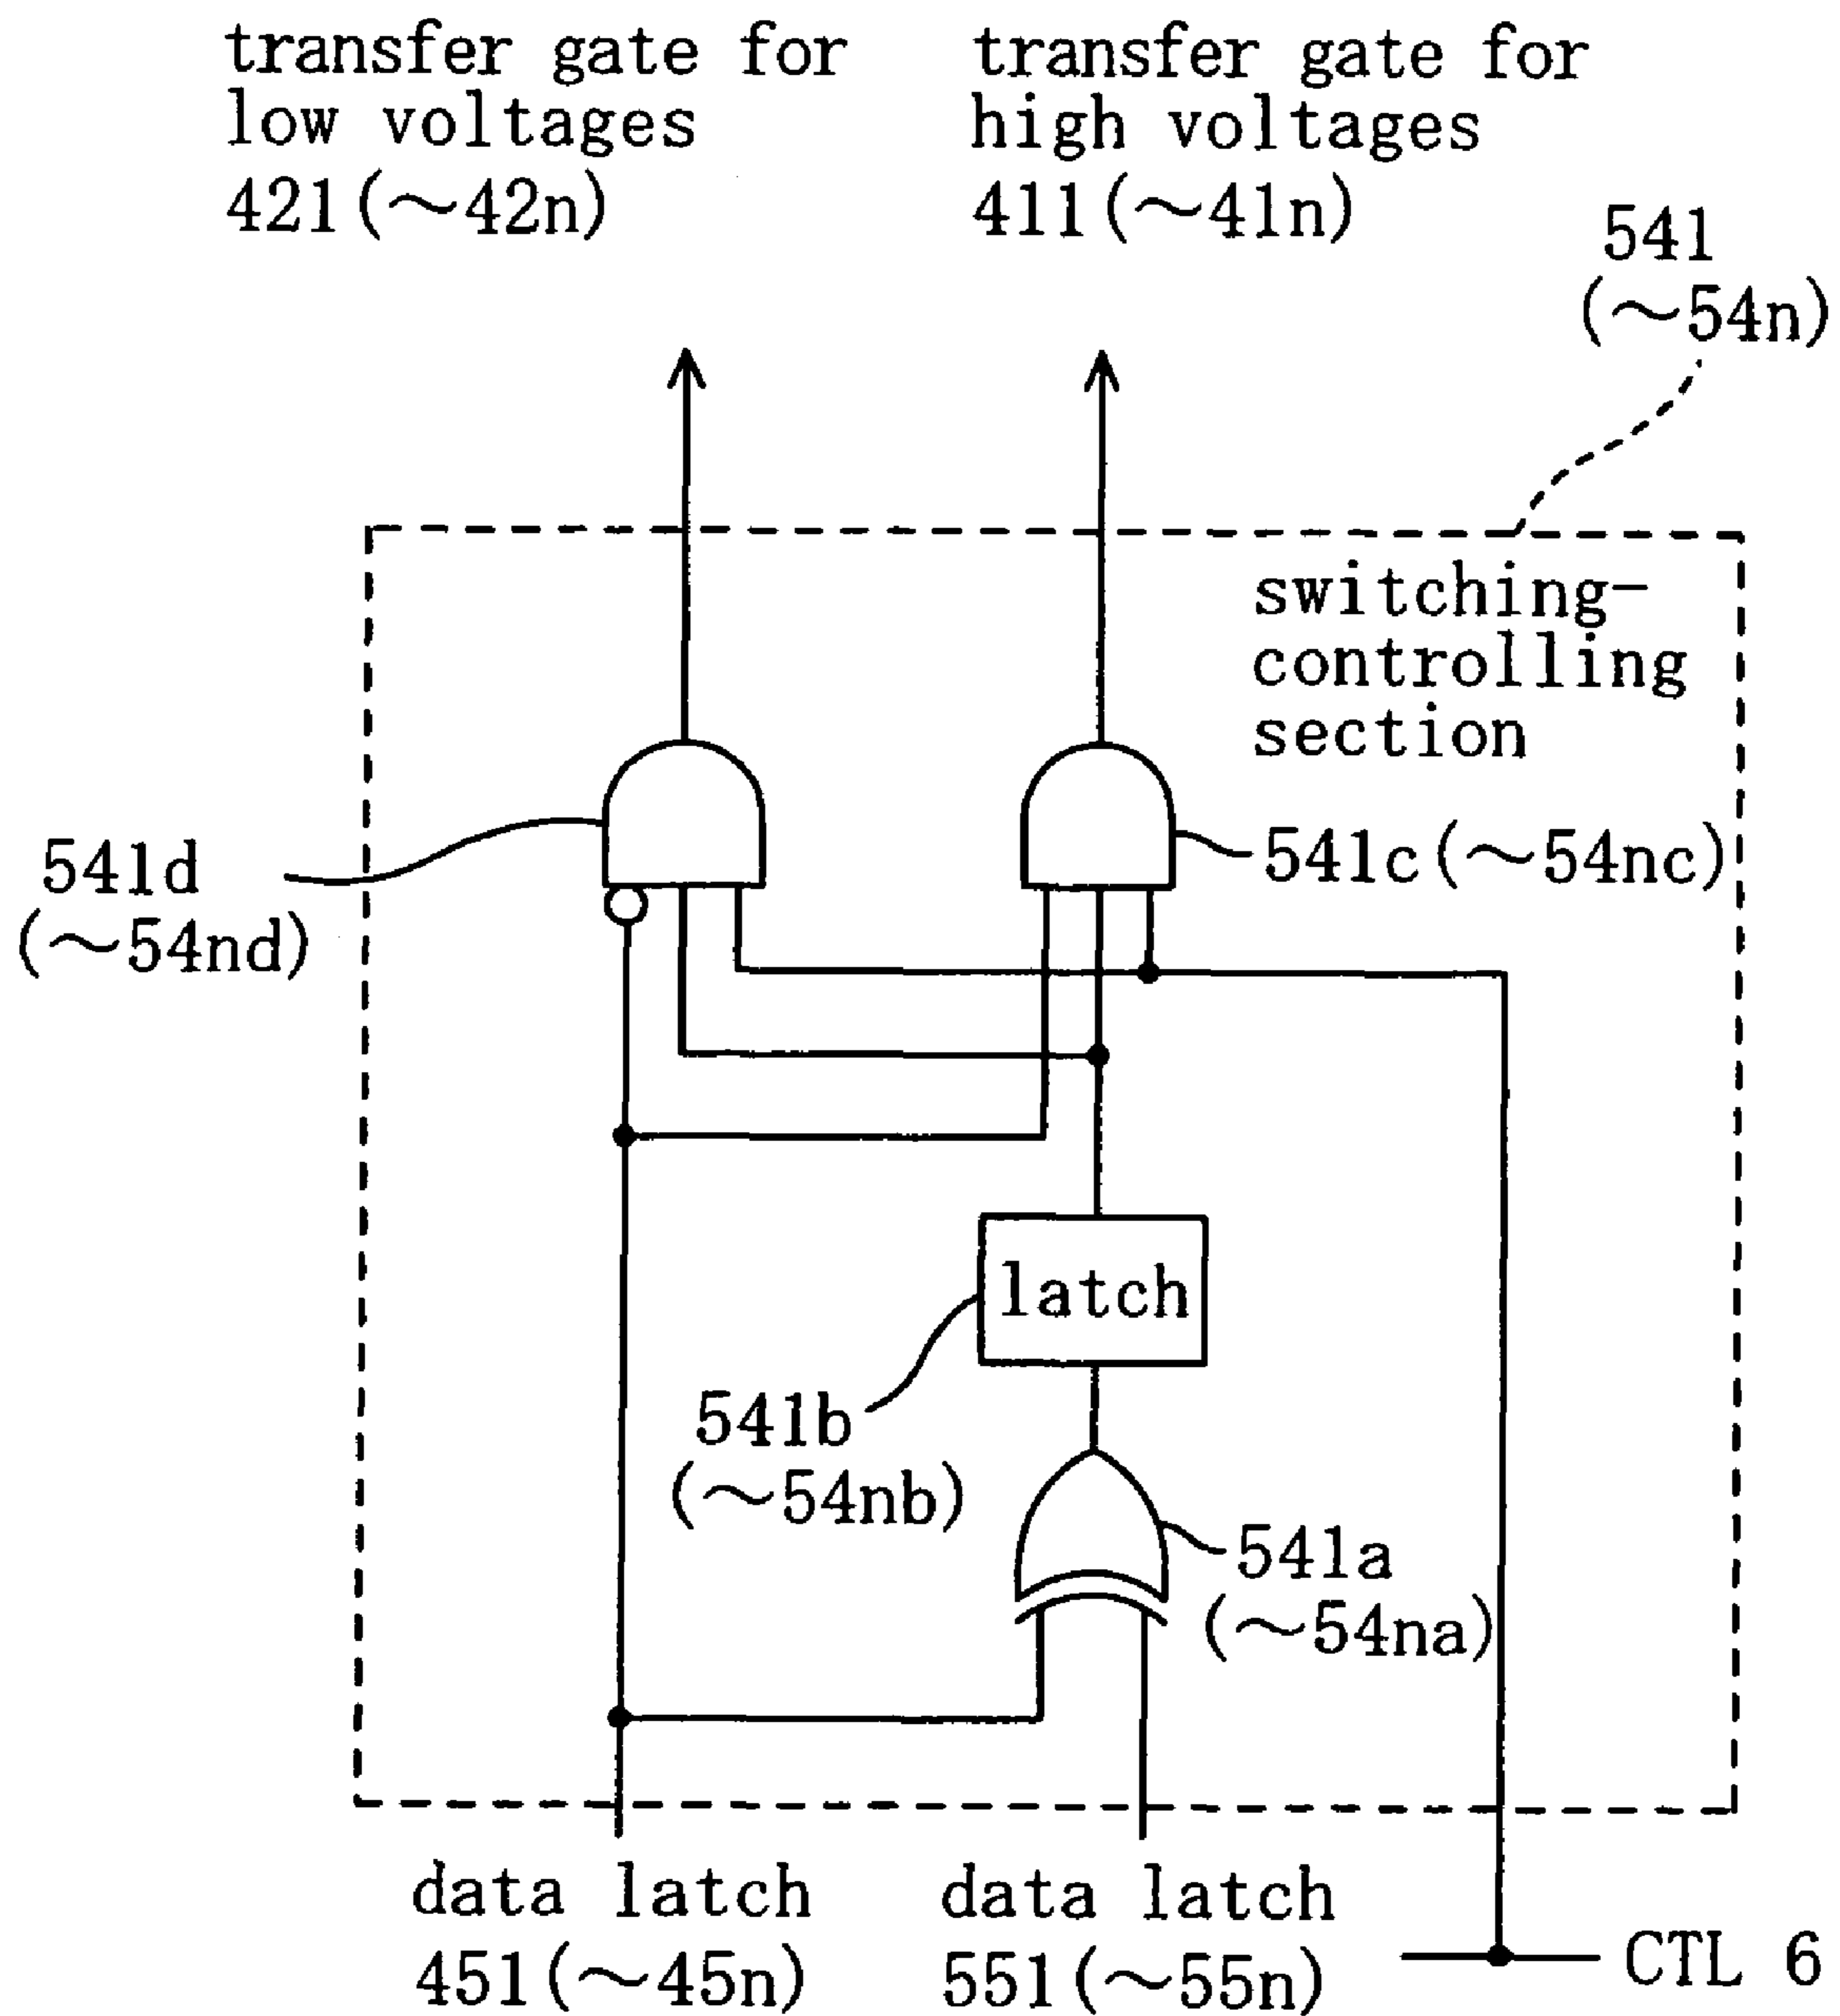 transfer gate for
low voltages
421(～42n)
transfer gate for
high voltages
411(～41n)
541
(～54n)
switching-
controlling
section
541d
(～54nd)
541c(～54nc)
latch
541b
(～54nb)
541a
(～54na)
data latch
451(～45n)
data latch
551(～55n)
CTL 6